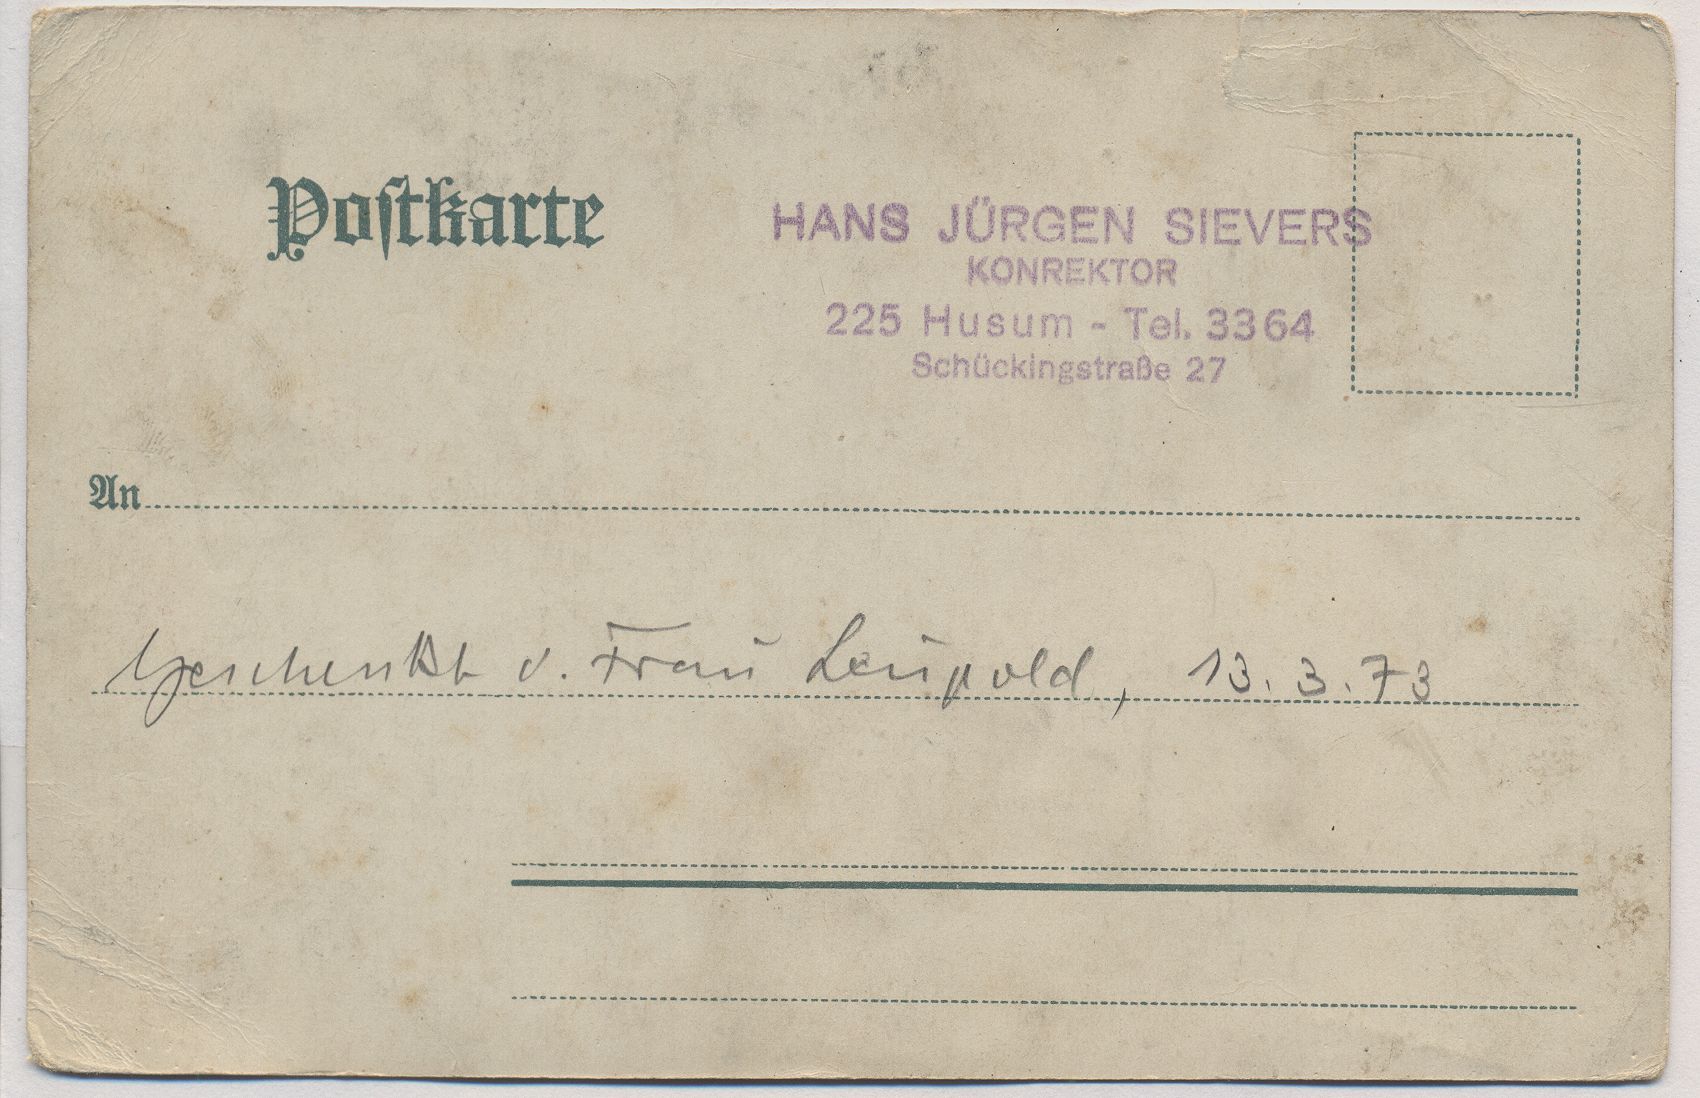 Postkarte
HANS JÜRGEN SIEVERS
KONREKTOR
225 Husum - Tel. 3364
Schückingstraße 27
An
Geschenkt v. Frau Leupold, 13.3.73